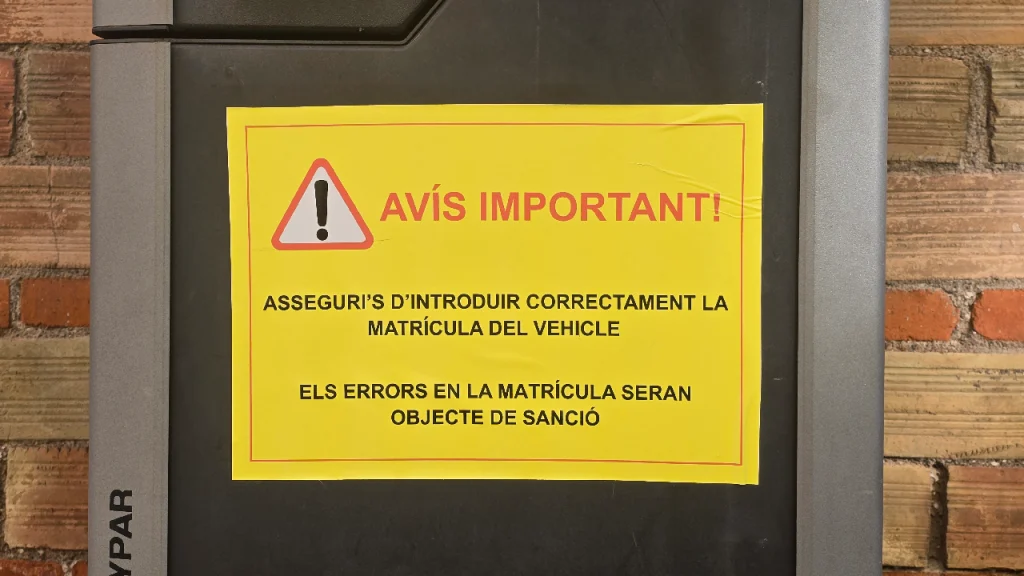 AVÍS IMPORTANT!
ASSEGURI'S D'INTRODUIR CORRECTAMENT LA
MATRÍCULA DEL VEHICLE
ELS ERRORS EN LA MATRÍCULA SERAN
OBJECTE DE SANCIÓ